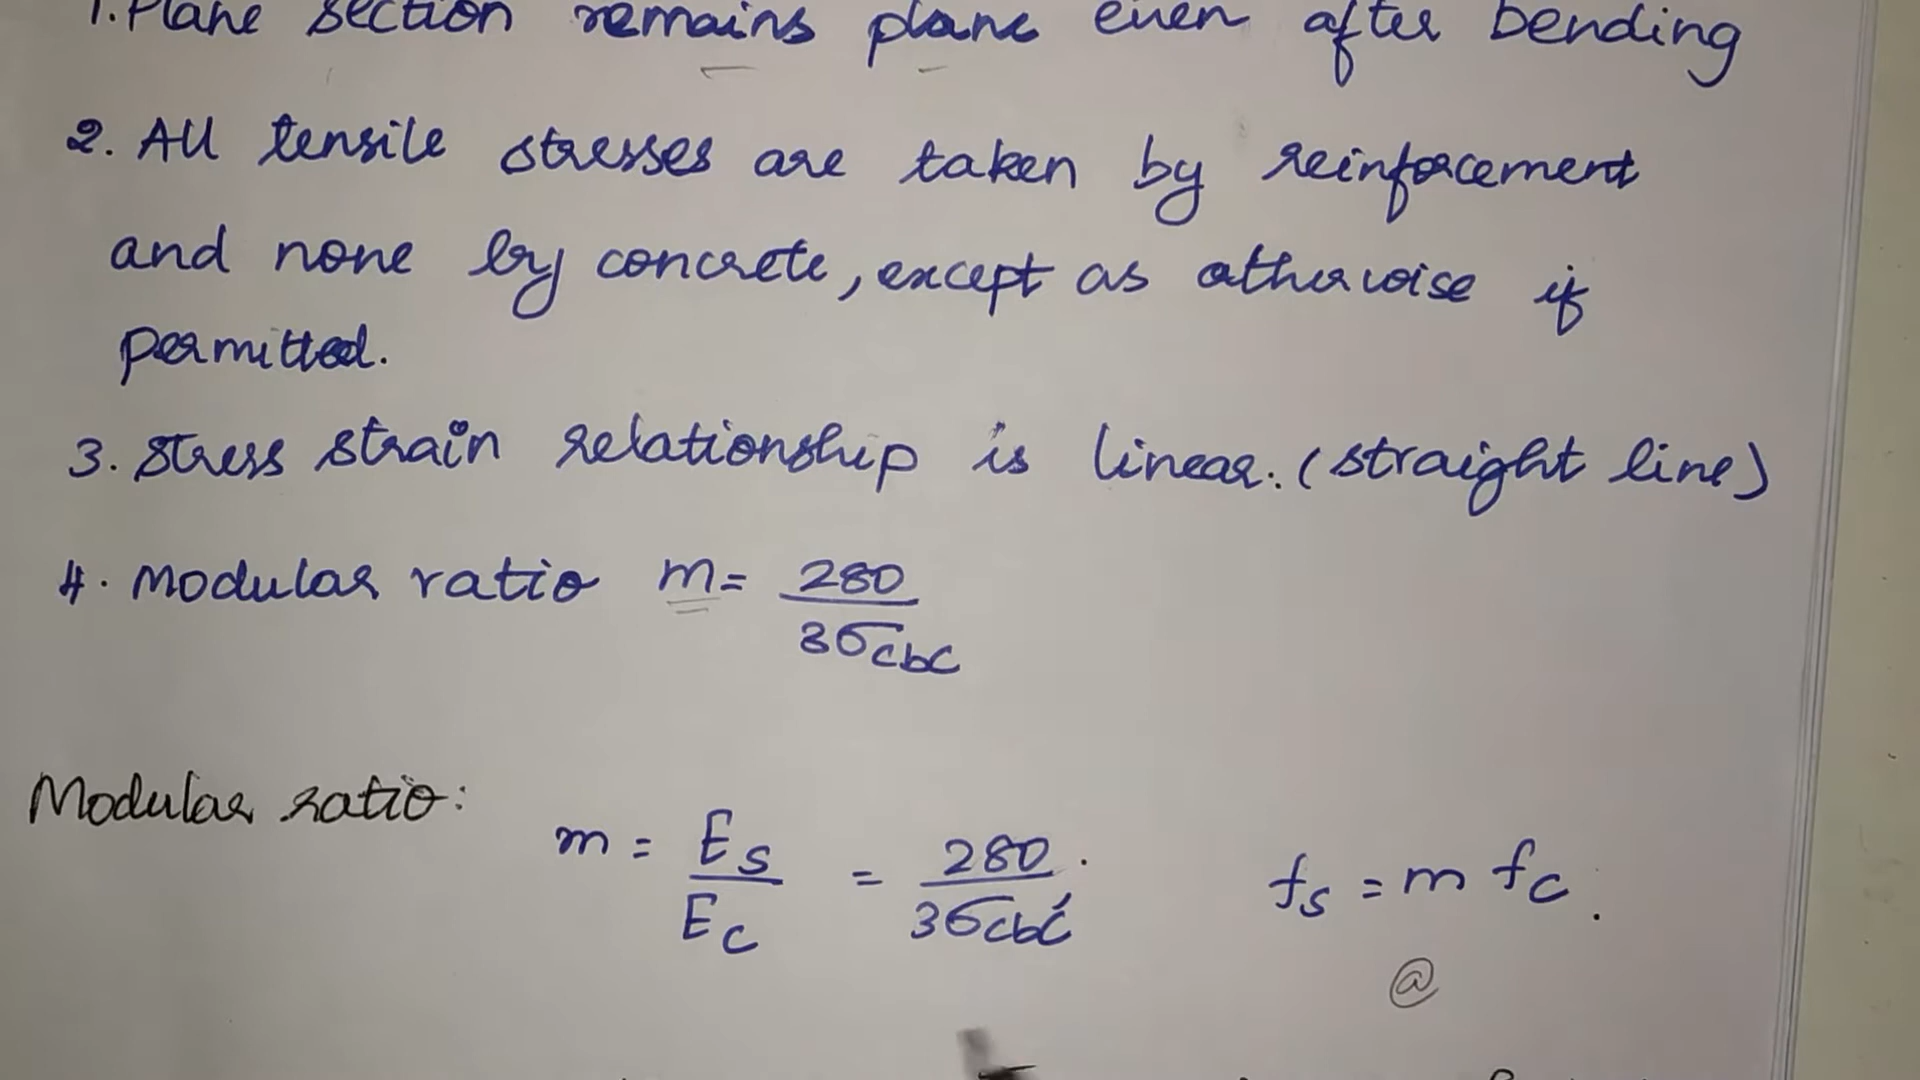 1. Plane section remains plane even after bending
2. All tensile stresses are taken by reinforcement
and none by concrete, except as otherwise if
permitted.
3. Stress strain relationship is linear. (straight line)
4. Modular ratio m = 280 / 3σcbc
Modular ratio:
m = Es / Ec = 280 / 3σcbc
fs = m fc.
@